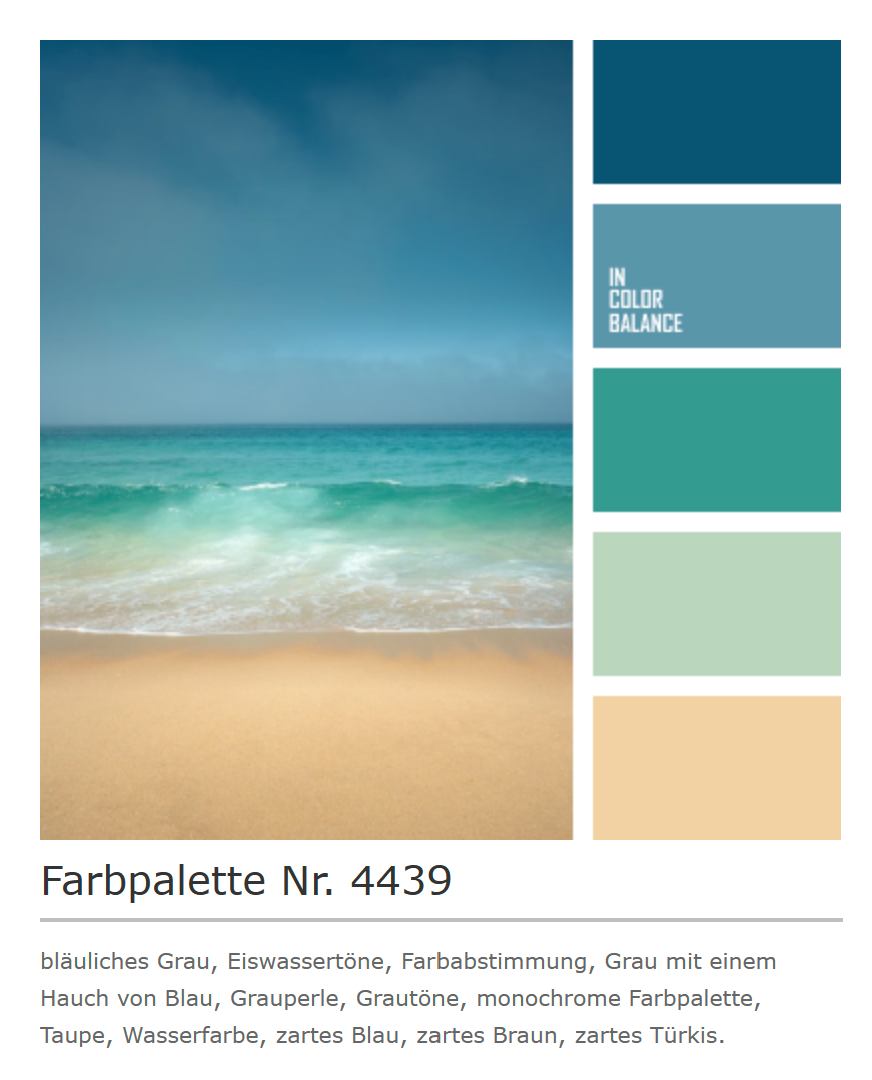 IN
COLOR
BALANCE
Farbpalette Nr. 4439
bläuliches Grau, Eiswassertöne, Farbabstimmung, Grau mit einem
Hauch von Blau, Grauperle, Grautöne, monochrome Farbpalette,
Taupe, Wasserfarbe, zartes Blau, zartes Braun, zartes Türkis.